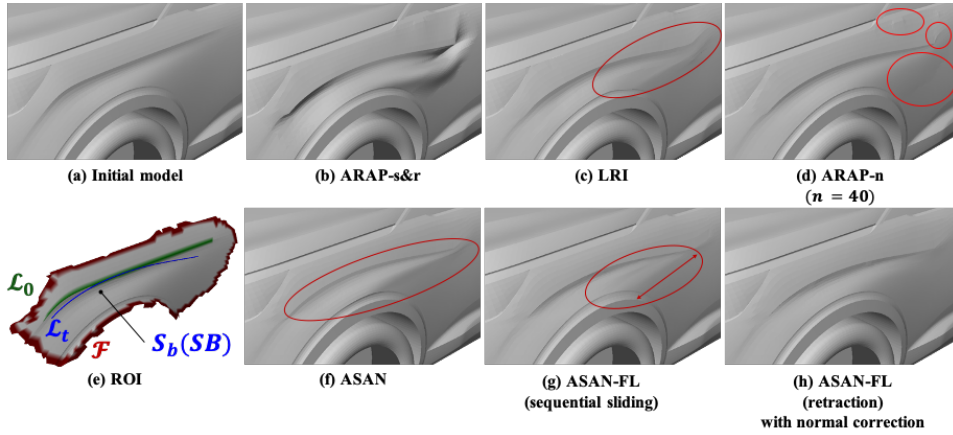 (a) Initial model
(b) ARAP-s&r
(c) LRI
(d) ARAP-n
(n = 40)
ℒ₀
ℒₜ
ℱ
S_b(SB)
(e) ROI
(f) ASAN
(g) ASAN-FL
(sequential sliding)
(h) ASAN-FL
(retraction)
with normal correction